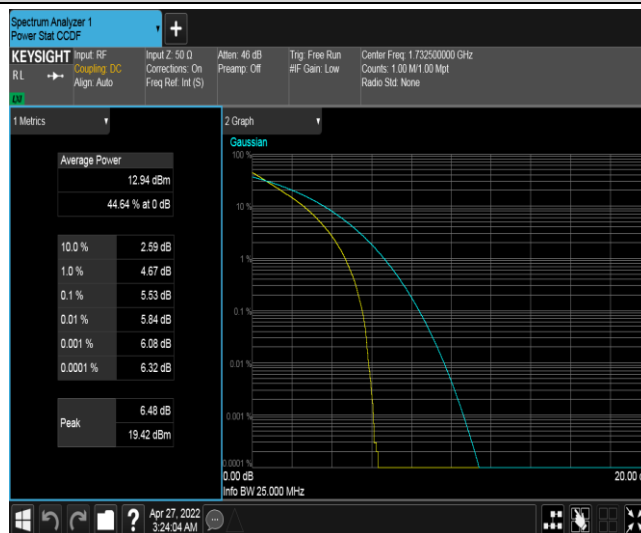 Spectrum Analyzer 1
Power Stat CCDF
KEYSIGHT
RL
Input: RF
Coupling: DC
Align: Auto
Input Z: 50 Ω
Corrections: On
Freq Ref: Int (S)
Atten: 46 dB
Preamp: Off
Trig: Free Run
#IF Gain: Low
Center Freq: 1.732500000 GHz
Counts: 1.00 M/1.00 Mpt
Radio Std: None
1 Metrics
Average Power
12.94 dBm
44.64 % at 0 dB
10.0 % 2.59 dB
1.0 % 4.67 dB
0.1 % 5.53 dB
0.01 % 5.84 dB
0.001 % 6.08 dB
0.0001 % 6.32 dB
Peak
6.48 dB
19.42 dBm
2 Graph
Gaussian
100 %
10 %
1 %
0.1 %
0.01 %
0.001 %
0.0001 %
0.00 dB
20.00
Info BW 25.000 MHz
?
Apr 27, 2022
3:24:04 AM